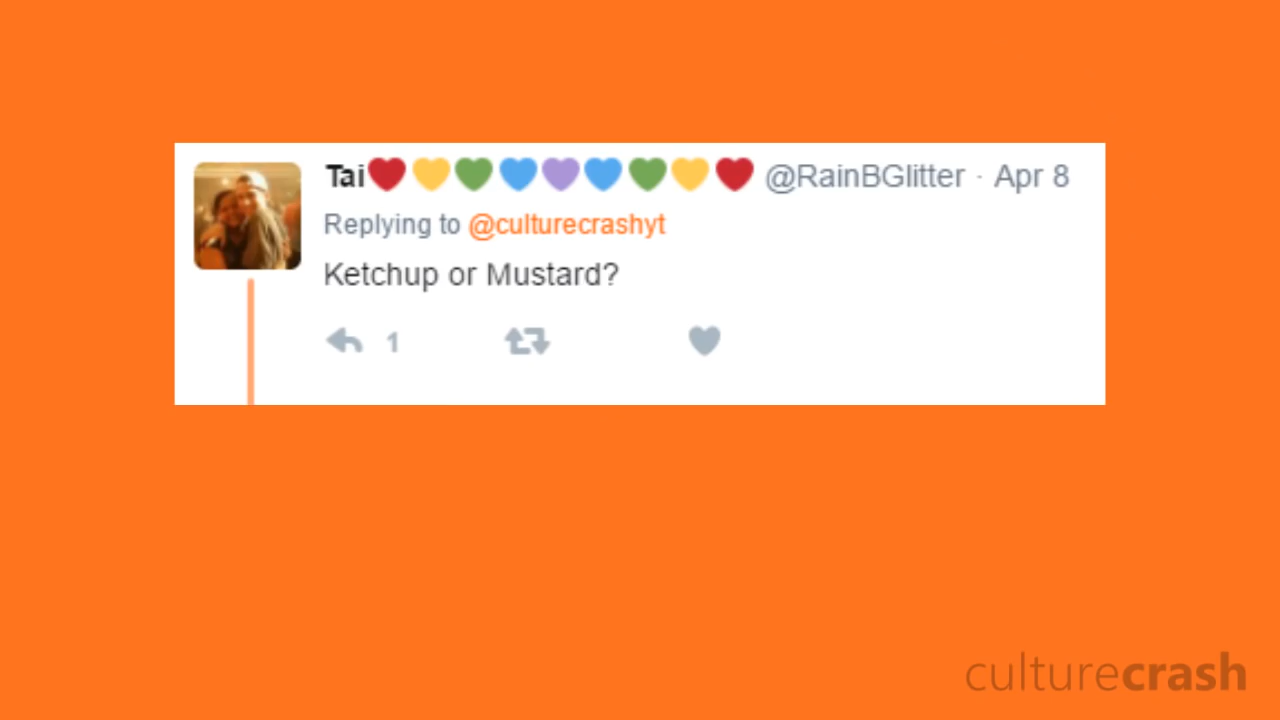 Tai❤️💛💚💙💜💙💚💛❤️ @RainBGlitter · Apr 8
Replying to @culturecrashyt
Ketchup or Mustard?
1
culturecrash